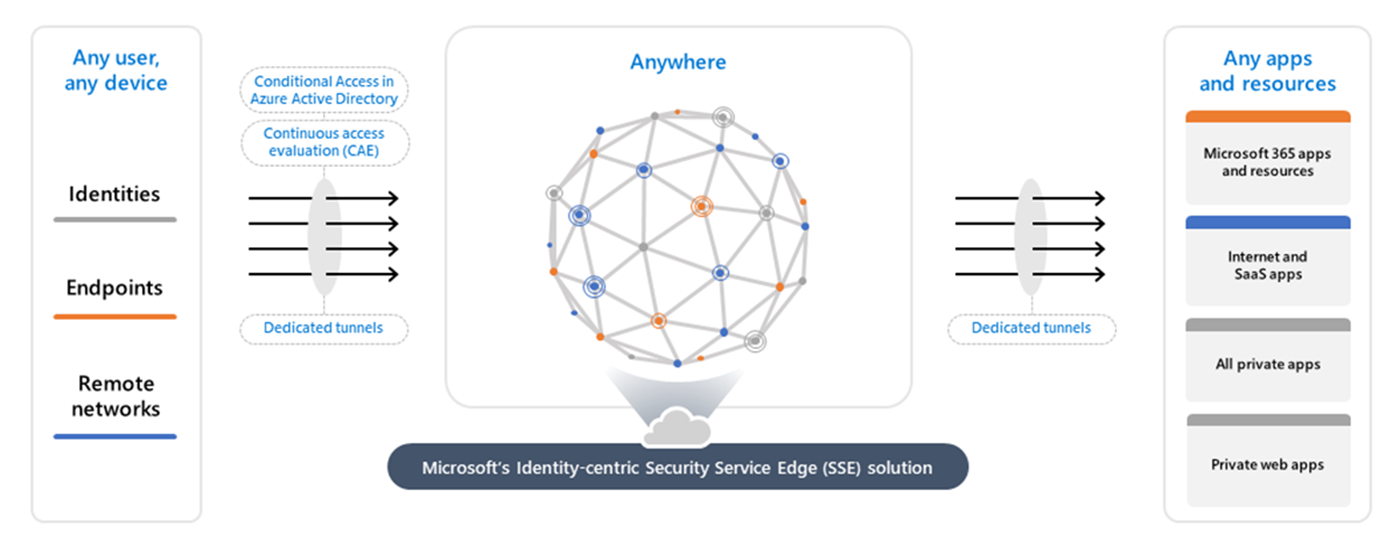 Any user,
any device
Identities
Endpoints
Remote
networks
Conditional Access in
Azure Active Directory
Continuous access
evaluation (CAE)
Dedicated tunnels
Anywhere
Microsoft's Identity-centric Security Service Edge (SSE) solution
Dedicated tunnels
Any apps
and resources
Microsoft 365 apps
and resources
Internet and
SaaS apps
All private apps
Private web apps